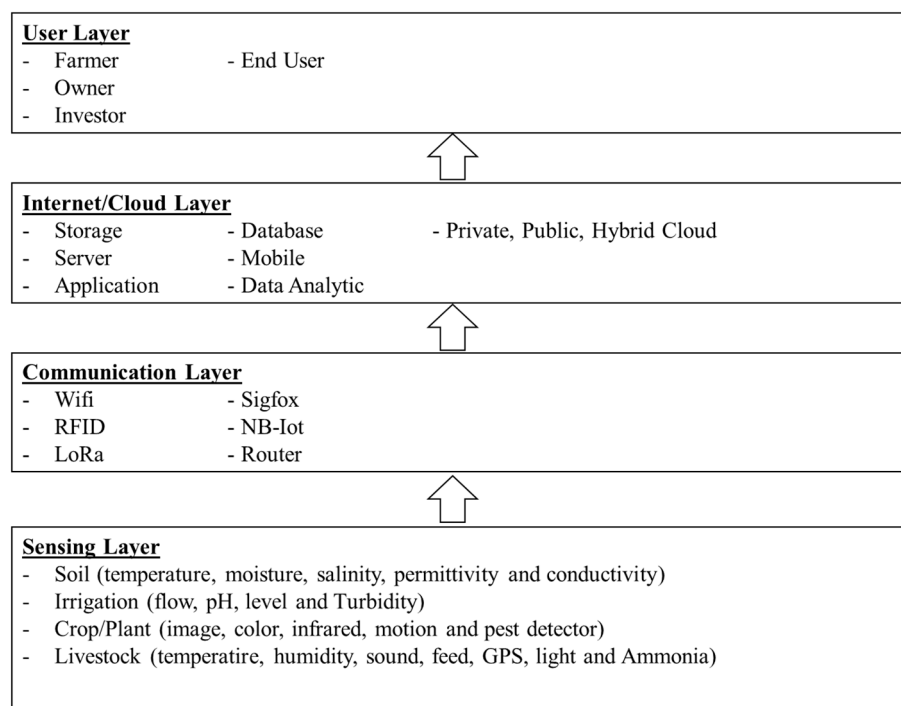 User Layer
- Farmer - End User
- Owner
- Investor
Internet/Cloud Layer
- Storage - Database - Private, Public, Hybrid Cloud
- Server - Mobile
- Application - Data Analytic
Communication Layer
- Wifi - Sigfox
- RFID - NB-Iot
- LoRa - Router
Sensing Layer
- Soil (temperature, moisture, salinity, permittivity and conductivity)
- Irrigation (flow, pH, level and Turbidity)
- Crop/Plant (image, color, infrared, motion and pest detector)
- Livestock (temperatire, humidity, sound, feed, GPS, light and Ammonia)